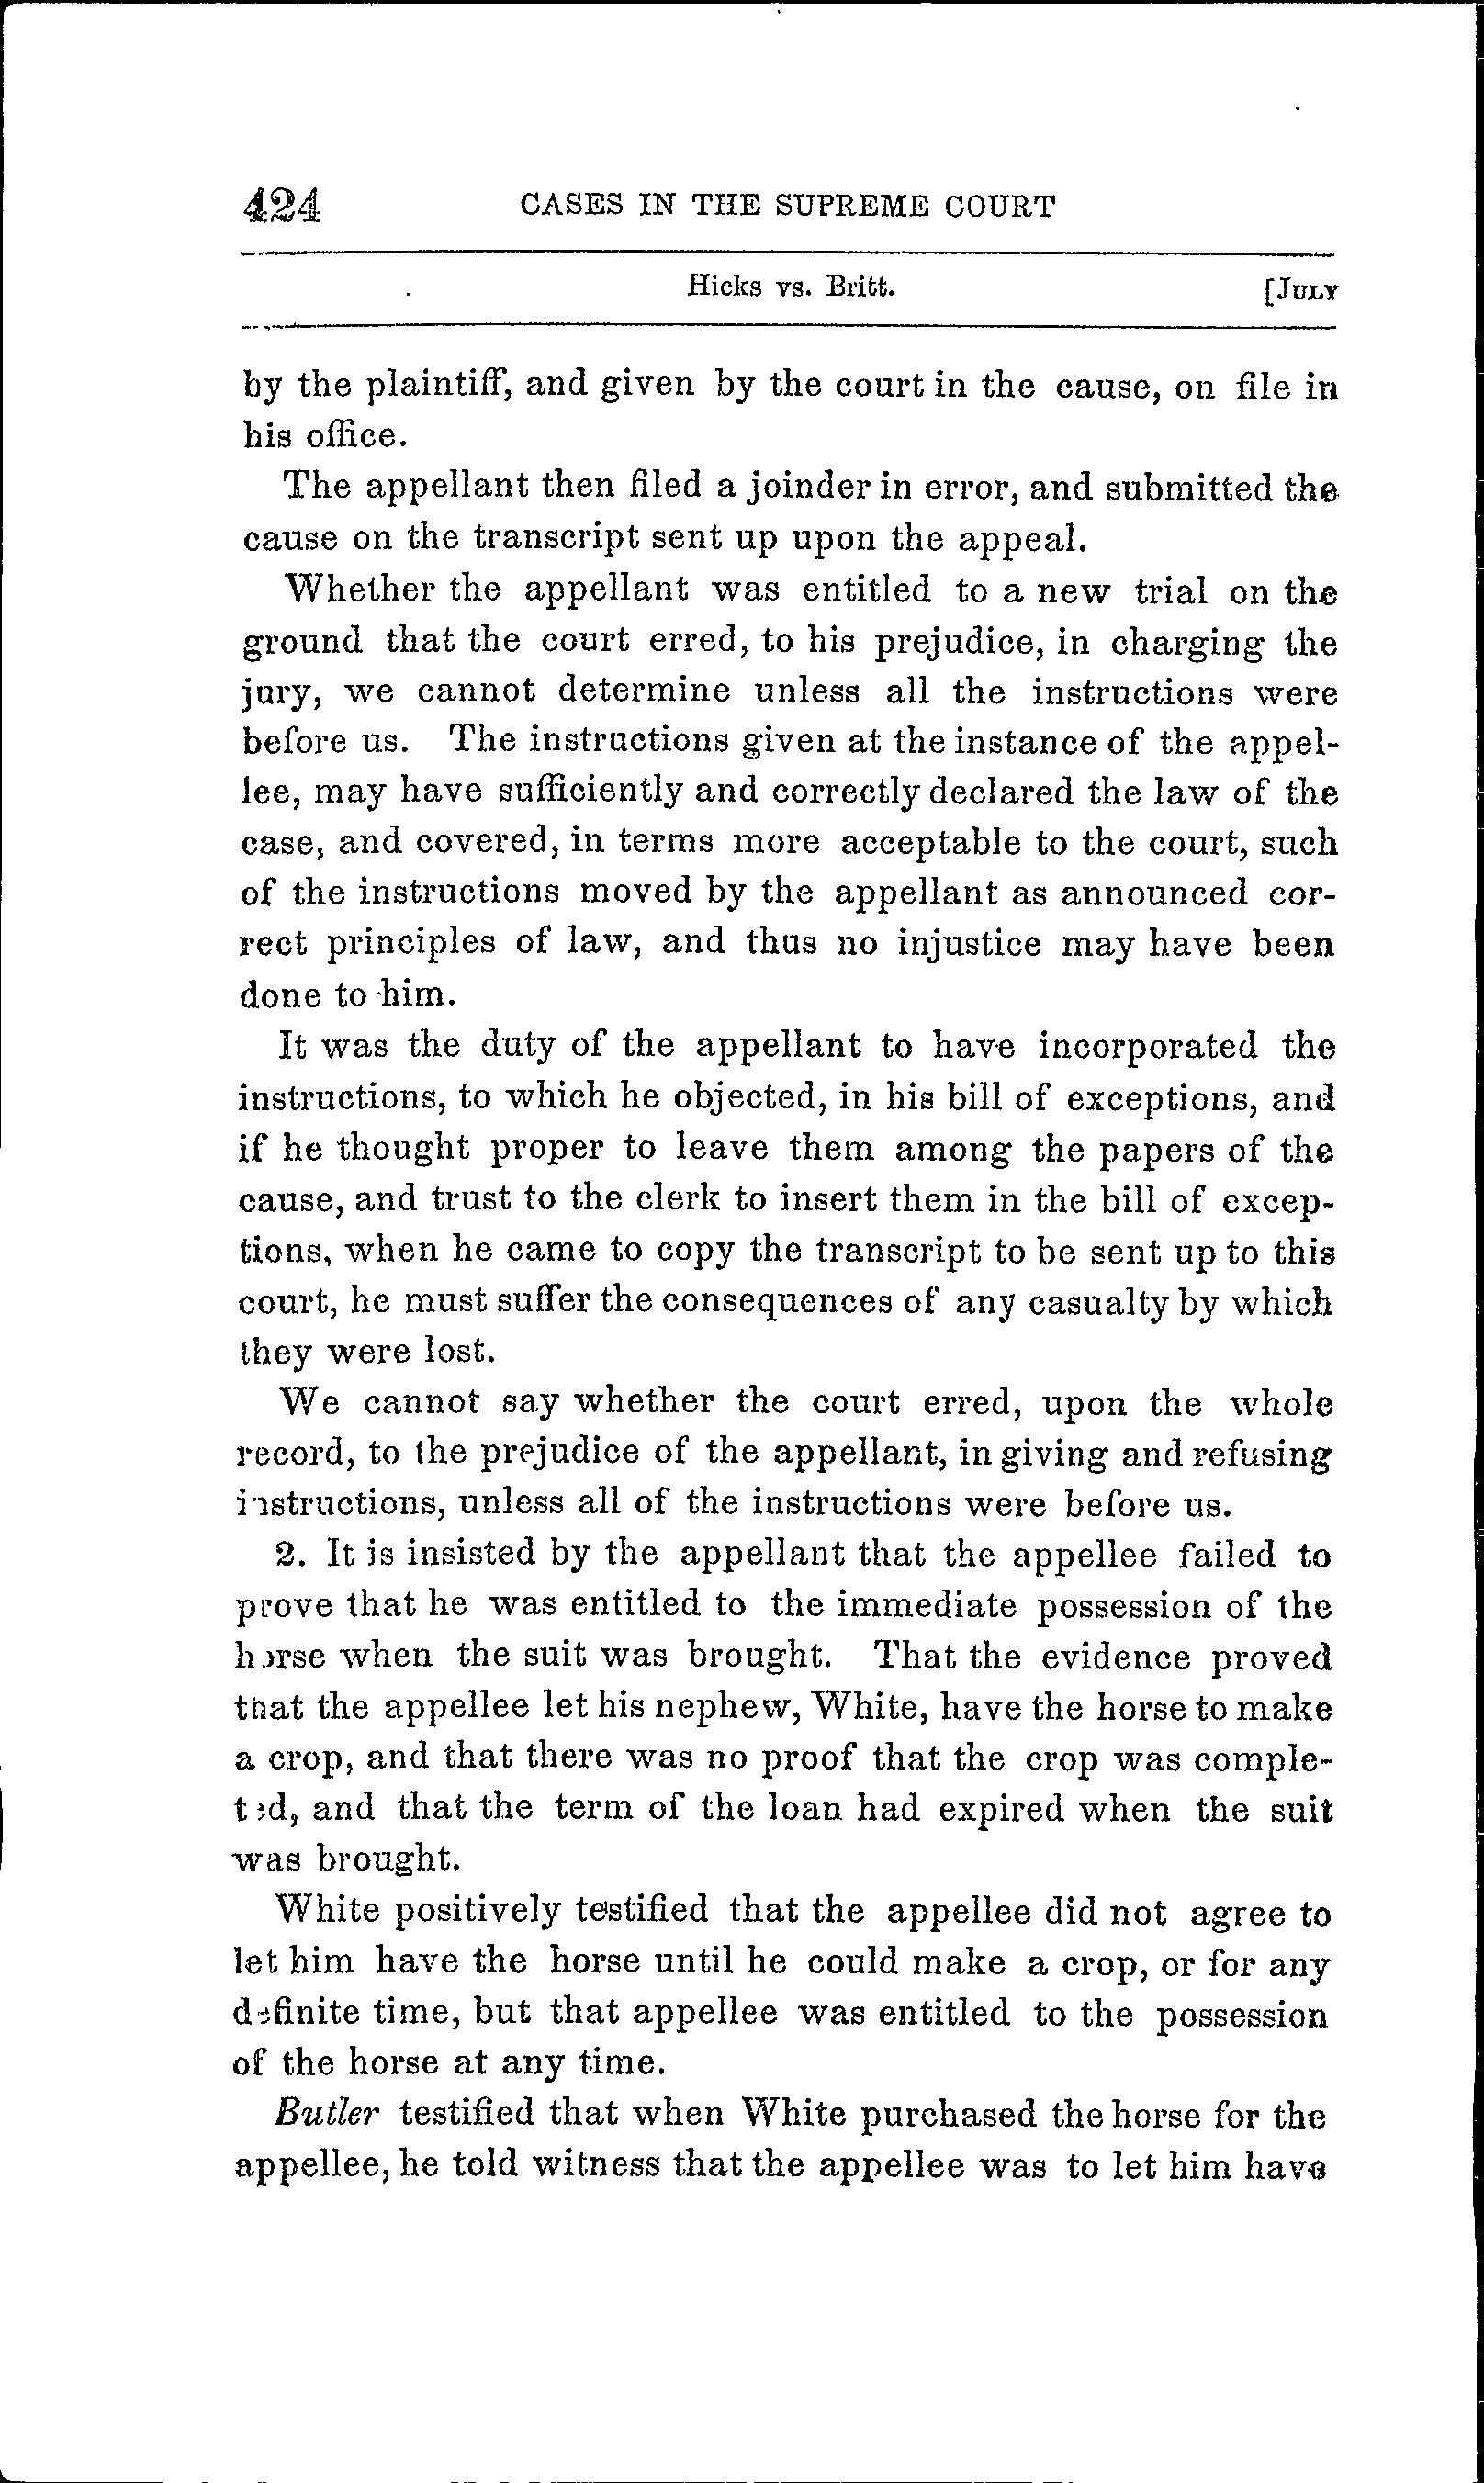 424 CASES IN THE SUPREME COURT
Hicks vs. Britt. [JULY
by the plaintiff, and given by the court in the cause, on file in
his office.
The appellant then filed a joinder in error, and submitted the
cause on the transcript sent up upon the appeal.
Whether the appellant was entitled to a new trial on the
ground that the court erred, to his prejudice, in charging the
jury, we cannot determine unless all the instructions were
before us. The instructions given at the instance of the appel-
lee, may have sufficiently and correctly declared the law of the
case, and covered, in terms more acceptable to the court, such
of the instructions moved by the appellant as announced cor-
rect principles of law, and thus no injustice may have been
done to him.
It was the duty of the appellant to have incorporated the
instructions, to which he objected, in his bill of exceptions, and
if he thought proper to leave them among the papers of the
cause, and trust to the clerk to insert them in the bill of excep-
tions, when he came to copy the transcript to be sent up to this
court, he must suffer the consequences of any casualty by which
they were lost.
We cannot say whether the court erred, upon the whole
record, to the prejudice of the appellant, in giving and refusing
instructions, unless all of the instructions were before us.
2. It is insisted by the appellant that the appellee failed to
prove that he was entitled to the immediate possession of the
horse when the suit was brought. That the evidence proved
that the appellee let his nephew, White, have the horse to make
a crop, and that there was no proof that the crop was comple-
ted, and that the term of the loan had expired when the suit
was brought.
White positively testified that the appellee did not agree to
let him have the horse until he could make a crop, or for any
definite time, but that appellee was entitled to the possession
of the horse at any time.
Butler testified that when White purchased the horse for the
appellee, he told witness that the appellee was to let him have